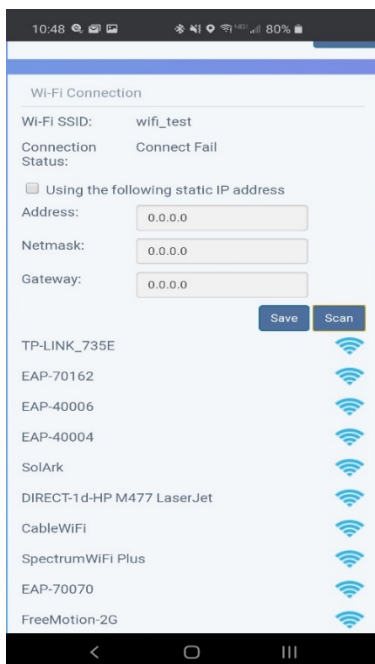 10:48 80%
Wi-Fi Connection
Wi-Fi SSID: wifi_test
Connection Status: Connect Fail
Using the following static IP address
Address: 0.0.0.0
Netmask: 0.0.0.0
Gateway: 0.0.0.0
Save Scan
TP-LINK_735E
EAP-70162
EAP-40006
EAP-40004
SolArk
DIRECT-1d-HP M477 LaserJet
CableWiFi
SpectrumWiFi Plus
EAP-70070
FreeMotion-2G